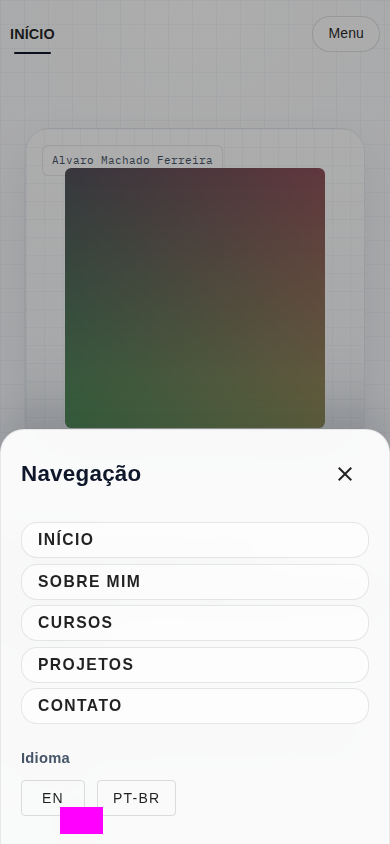 INÍCIO
Menu
Alvaro Machado Ferreira
Navegação
INÍCIO
SOBRE MIM
CURSOS
PROJETOS
CONTATO
Idioma
EN
PT-BR